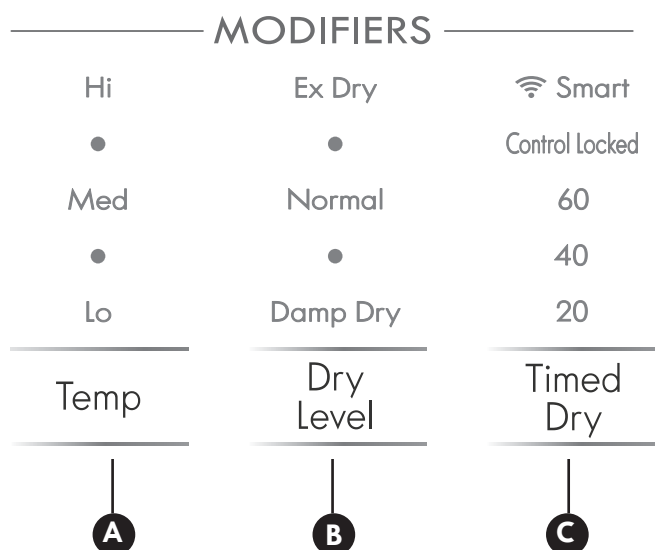 MODIFIERS
Hi Ex Dry Smart
Control Locked
Med Normal 60
40
Lo Damp Dry 20
Temp
Dry
Level
Timed
Dry
A B C